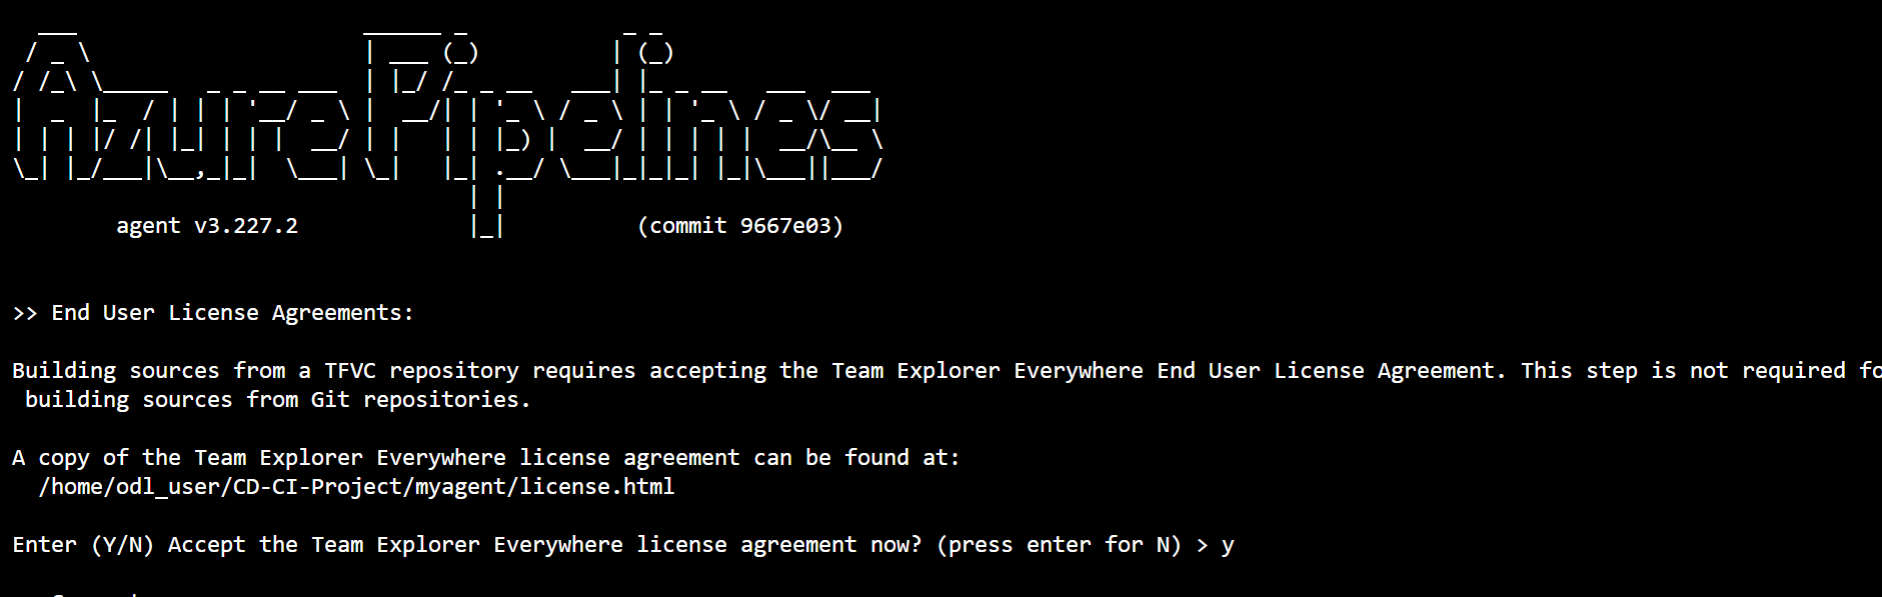 Azure Pipelines
agent v3.227.2 (commit 9667e03)
>> End User License Agreements:
Building sources from a TFVC repository requires accepting the Team Explorer Everywhere End User License Agreement. This step is not required fo
building sources from Git repositories.
A copy of the Team Explorer Everywhere license agreement can be found at:
/home/odl_user/CD-CI-Project/myagent/license.html
Enter (Y/N) Accept the Team Explorer Everywhere license agreement now? (press enter for N) > y